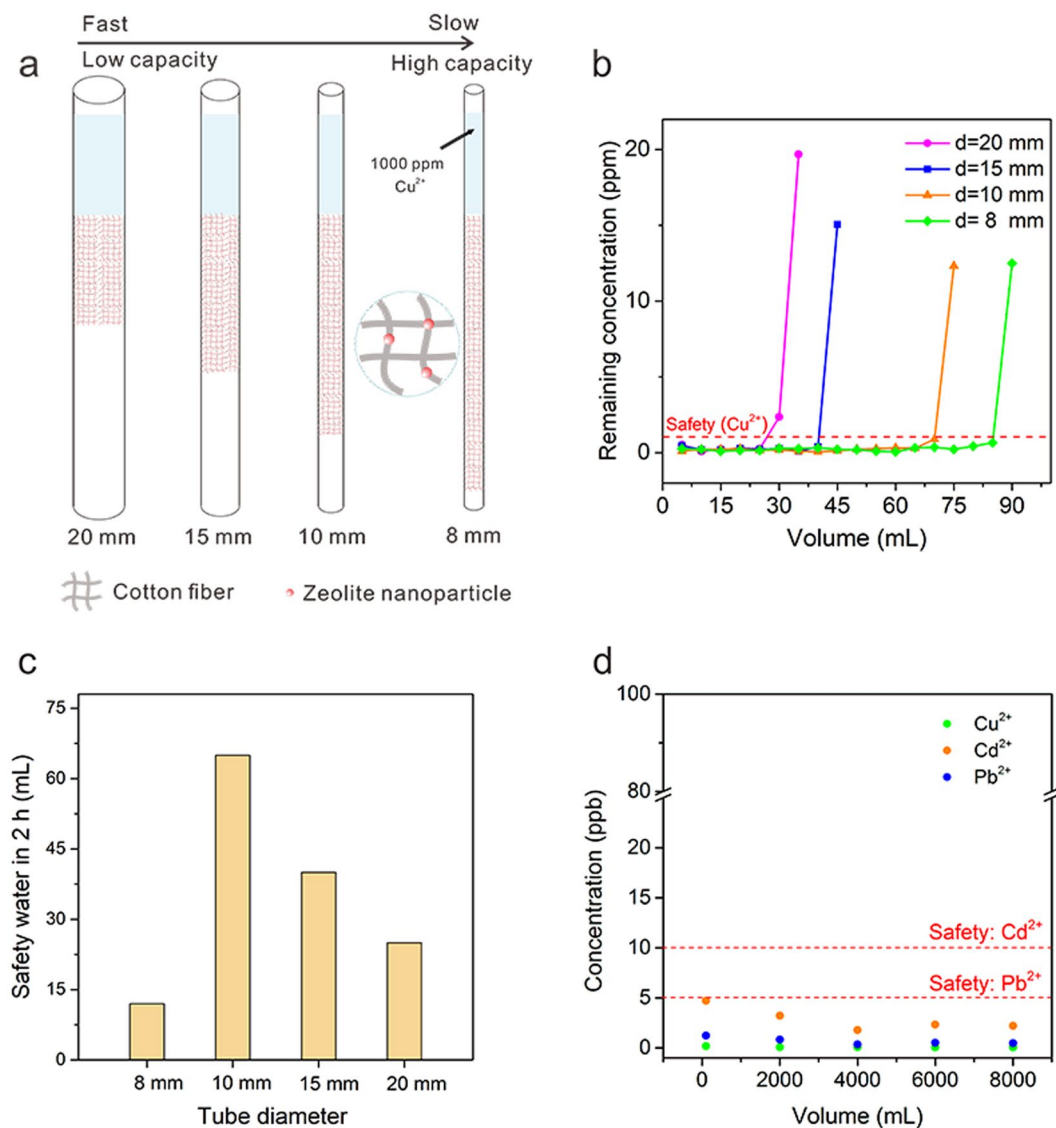 Fast
Slow
Low capacity
High capacity
a
1000 ppm
Cu²⁺
20 mm
15 mm
10 mm
8 mm
Cotton fiber
Zeolite nanoparticle
b
d=20 mm
d=15 mm
d=10 mm
d= 8 mm
Safety (Cu²⁺)
Remaining concentration (ppm)
20
10
0
0
15
30
45
60
75
90
Volume (mL)
c
Safety water in 2 h (mL)
75
60
45
30
15
0
8 mm
10 mm
15 mm
20 mm
Tube diameter
d
Concentration (ppb)
100
80
20
15
10
5
0
Cu²⁺
Cd²⁺
Pb²⁺
Safety: Cd²⁺
Safety: Pb²⁺
0
2000
4000
6000
8000
Volume (mL)